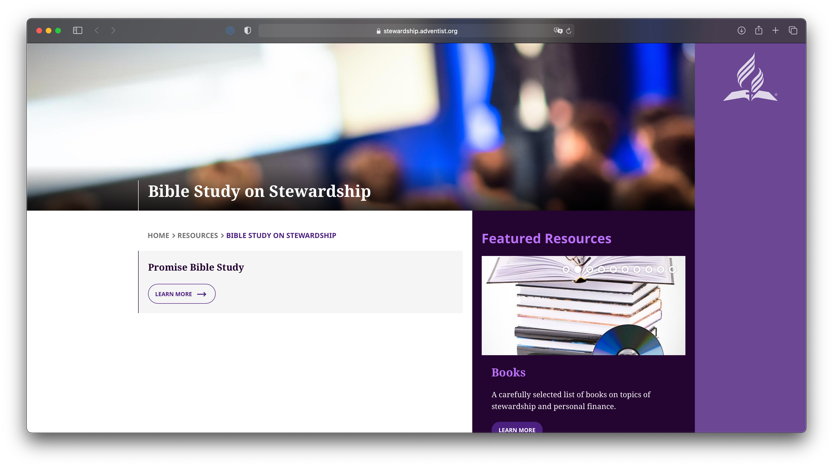 stewardship.adventist.org
Bible Study on Stewardship
HOME > RESOURCES > BIBLE STUDY ON STEWARDSHIP
Promise Bible Study
LEARN MORE
Featured Resources
Books
A carefully selected list of books on topics of
stewardship and personal finance.
LEARN MORE